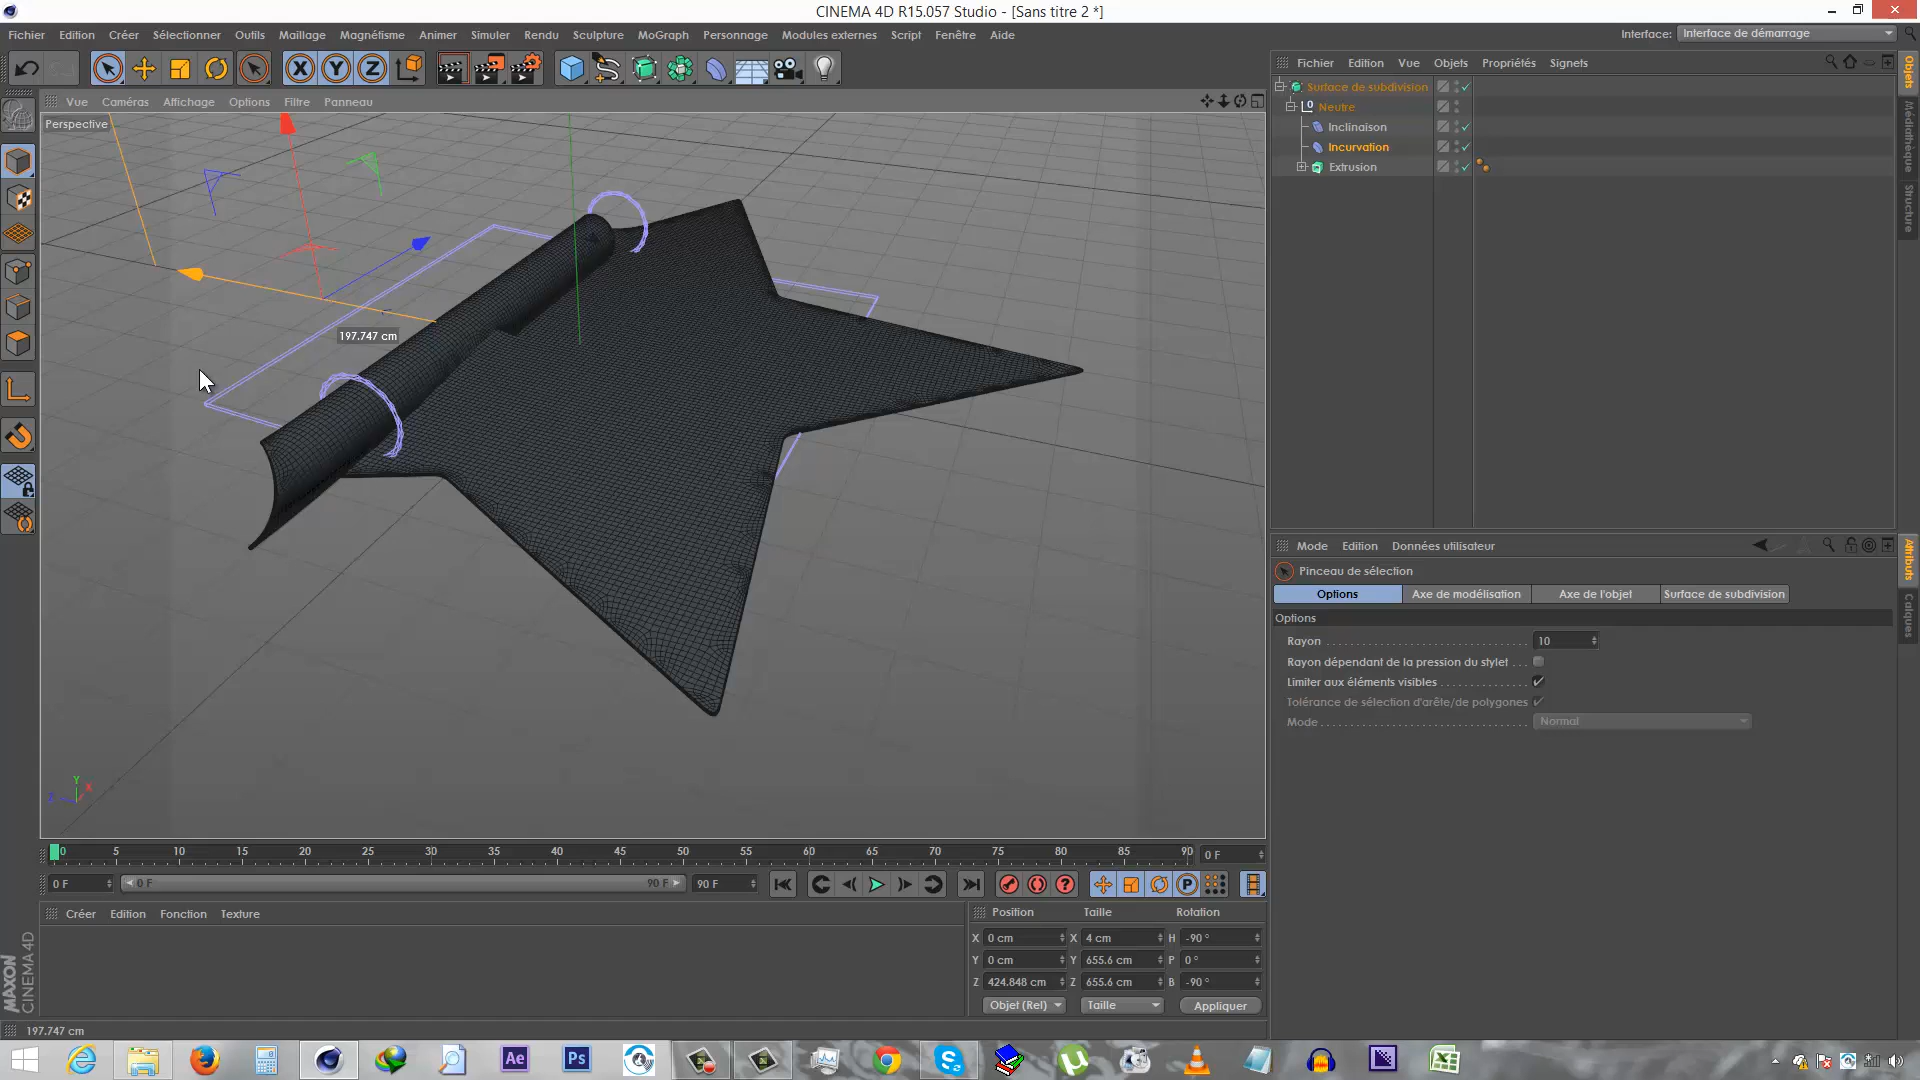 CINEMA 4D R15.057 Studio - [Sans titre 2 *]
Fichier Edition Créer Sélectionner Outils Maillage Magnétisme Animer Simuler Rendu Sculpture MoGraph Personnage Modules externes Script Fenêtre Aide
Interface: Interface de démarrage
X Y Z
Fichier Edition Vue Objets Propriétés Signets
Objets
Médiathèque
Structure
Surface de subdivision
Neutre
Inclinaison
Incurvation
Extrusion
Vue Caméras Affichage Options Filtre Panneau
Perspective
197.747 cm
Y
X
Z
Mode Edition Données utilisateur
Attributs
Calques
Pinceau de sélection
Options Axe de modélisation Axe de l'objet Surface de subdivision
Options
Rayon 10
Rayon dépendant de la pression du stylet
Limiter aux éléments visibles
Tolérance de sélection d'arête/de polygones
Mode Normal
0 5 10 15 20 25 30 35 40 45 50 55 60 65 70 75 80 85 90 0 F
0 F 0 F 90 F 90 F
Créer Edition Fonction Texture
Position Taille Rotation
X 0 cm X 4 cm H -90 °
Y 0 cm Y 655.6 cm P 0 °
Z 424.848 cm Z 655.6 cm B -90 °
Objet (Rel) Taille Appliquer
MAXON
CINEMA 4D
197.747 cm
Ae
Ps